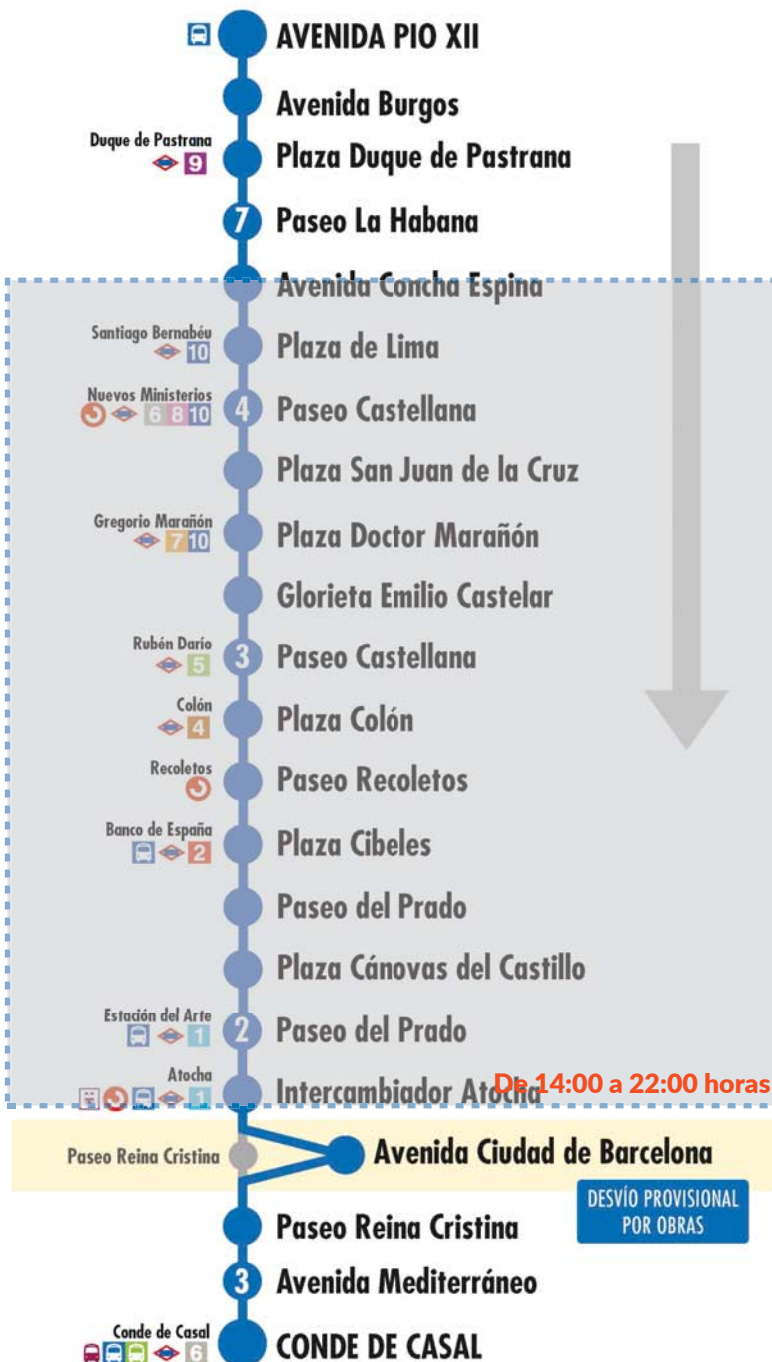 AVENIDA PIO XII
Avenida Burgos
Duque de Pastrana
9
Plaza Duque de Pastrana
7
Paseo La Habana
Avenida Concha Espina
Santiago Bernabéu
10
Plaza de Lima
Nuevos Ministerios
6 8 10
4
Paseo Castellana
Plaza San Juan de la Cruz
Gregorio Marañón
7 10
Plaza Doctor Marañón
Glorieta Emilio Castelar
Rubén Darío
5
3
Paseo Castellana
Colón
4
Plaza Colón
Recoletos
Paseo Recoletos
Banco de España
2
Plaza Cibeles
Paseo del Prado
Plaza Cánovas del Castillo
Estación del Arte
1
2
Paseo del Prado
Atocha
1
Intercambiador Atocha
De 14:00 a 22:00 horas
Paseo Reina Cristina
Avenida Ciudad de Barcelona
DESVÍO PROVISIONAL
POR OBRAS
Paseo Reina Cristina
3
Avenida Mediterráneo
Conde de Casal
6
CONDE DE CASAL